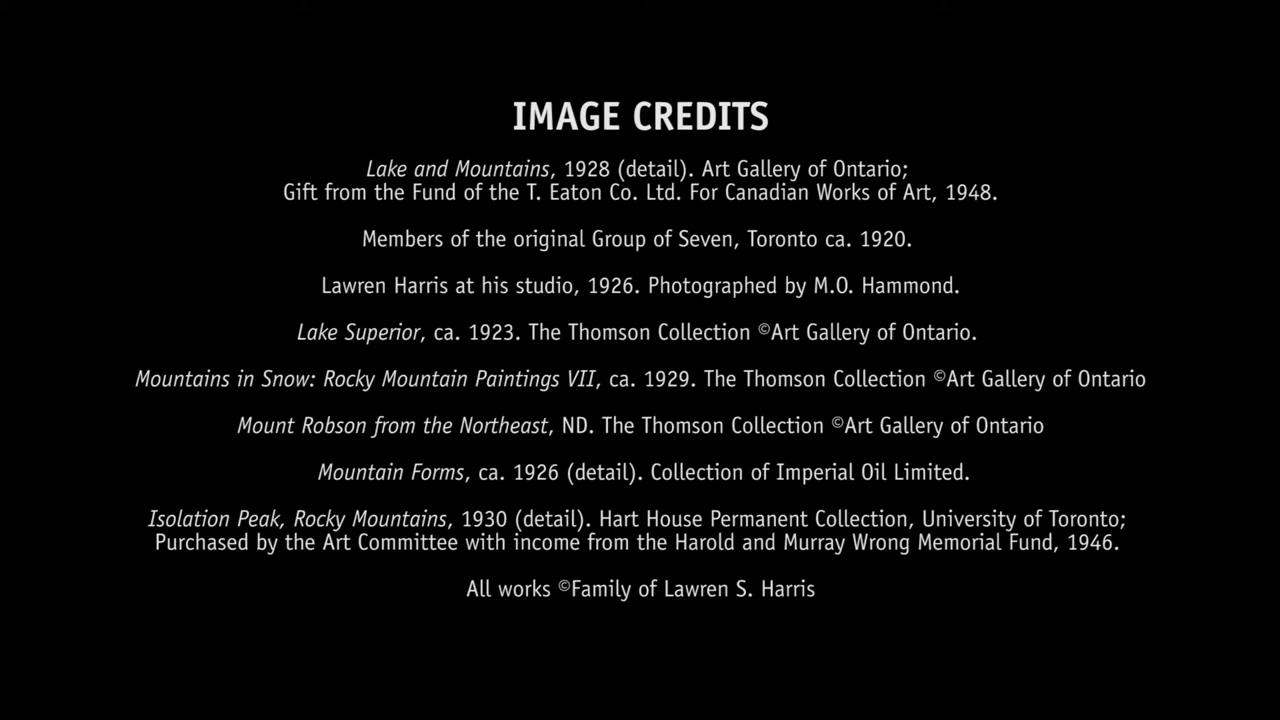 IMAGE CREDITS
Lake and Mountains, 1928 (detail). Art Gallery of Ontario;
Gift from the Fund of the T. Eaton Co. Ltd. For Canadian Works of Art, 1948.
Members of the original Group of Seven, Toronto ca. 1920.
Lawren Harris at his studio, 1926. Photographed by M.O. Hammond.
Lake Superior, ca. 1923. The Thomson Collection ©Art Gallery of Ontario.
Mountains in Snow: Rocky Mountain Paintings VII, ca. 1929. The Thomson Collection ©Art Gallery of Ontario
Mount Robson from the Northeast, ND. The Thomson Collection ©Art Gallery of Ontario
Mountain Forms, ca. 1926 (detail). Collection of Imperial Oil Limited.
Isolation Peak, Rocky Mountains, 1930 (detail). Hart House Permanent Collection, University of Toronto;
Purchased by the Art Committee with income from the Harold and Murray Wrong Memorial Fund, 1946.
All works ©Family of Lawren S. Harris